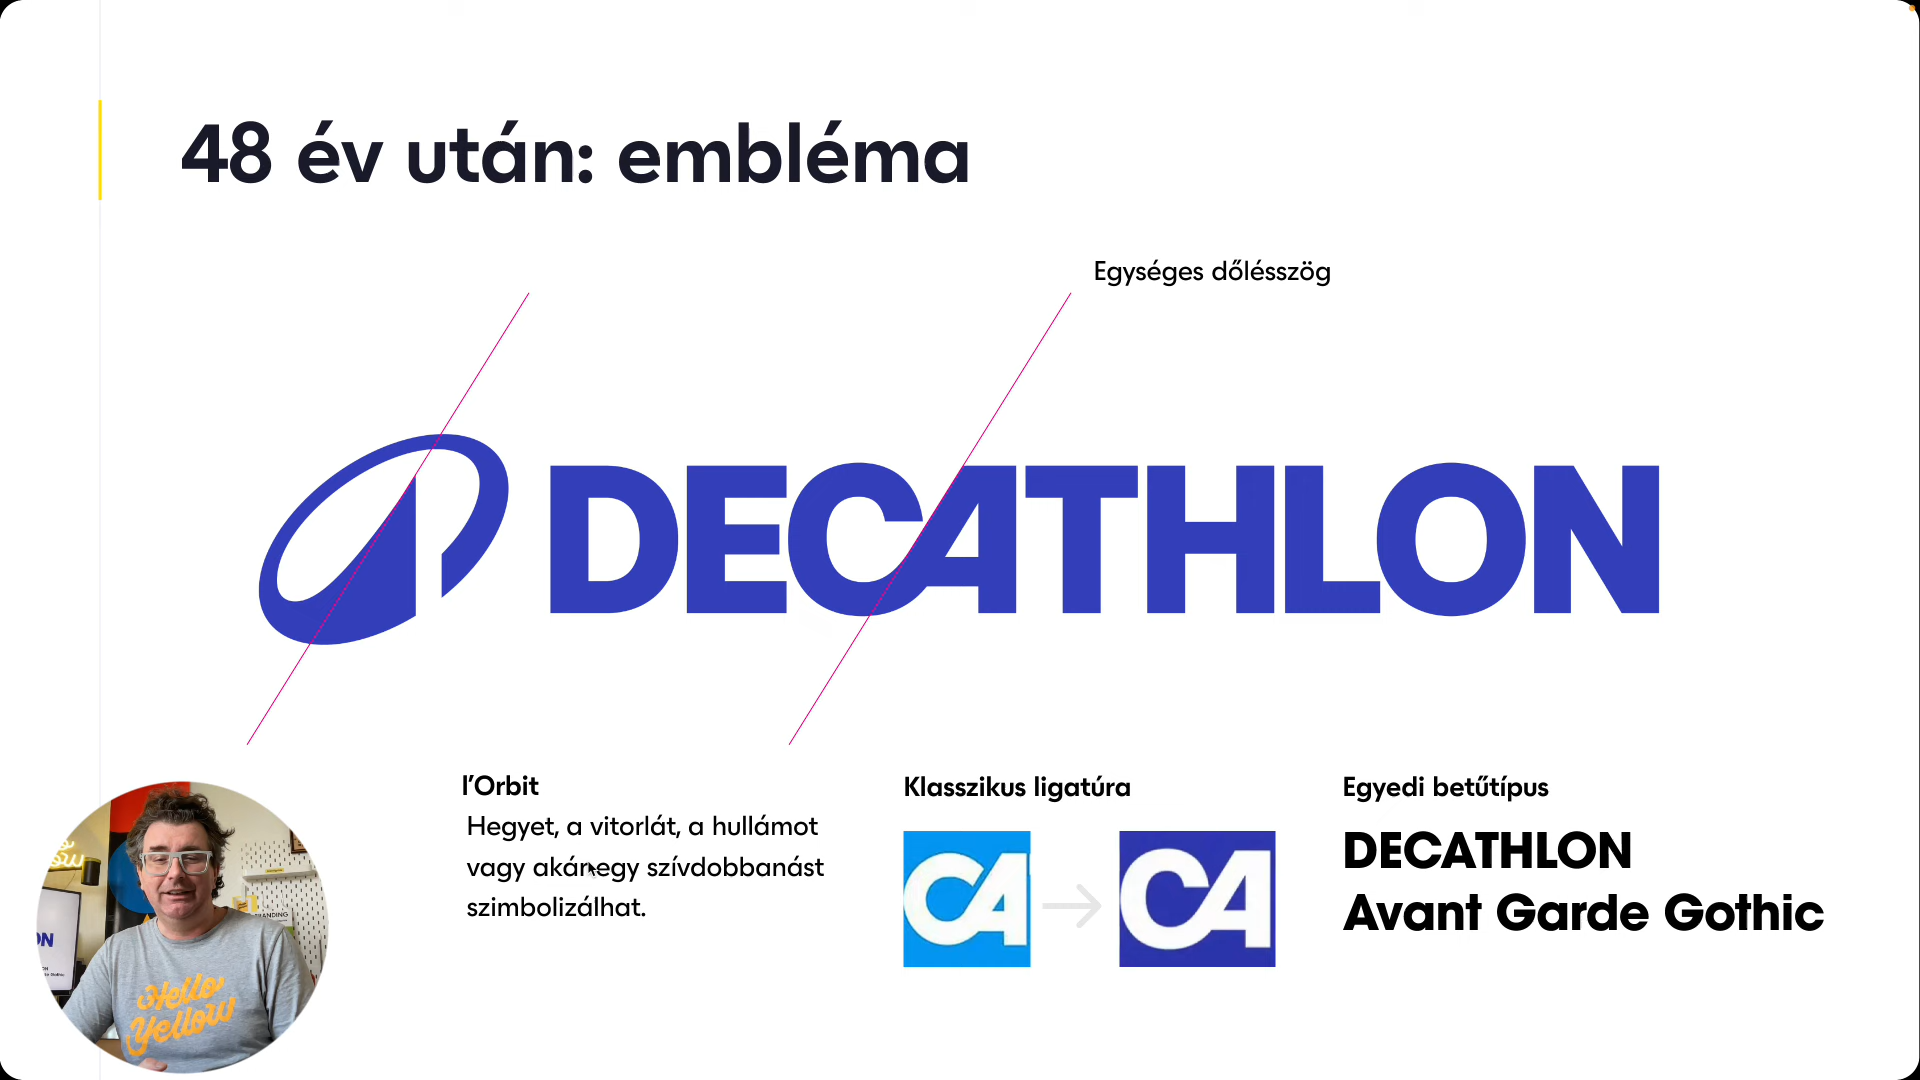 48 év után: embléma
Egységes dőlésszög
DECATHLON
l’Orbit
Hegyet, a vitorlát, a hullámot
vagy akár egy szívdobbanást
szimbolizálhat.
Klasszikus ligatúra
CA
CA
Egyedi betűtípus
DECATHLON
Avant Garde Gothic
Hello
Yellow